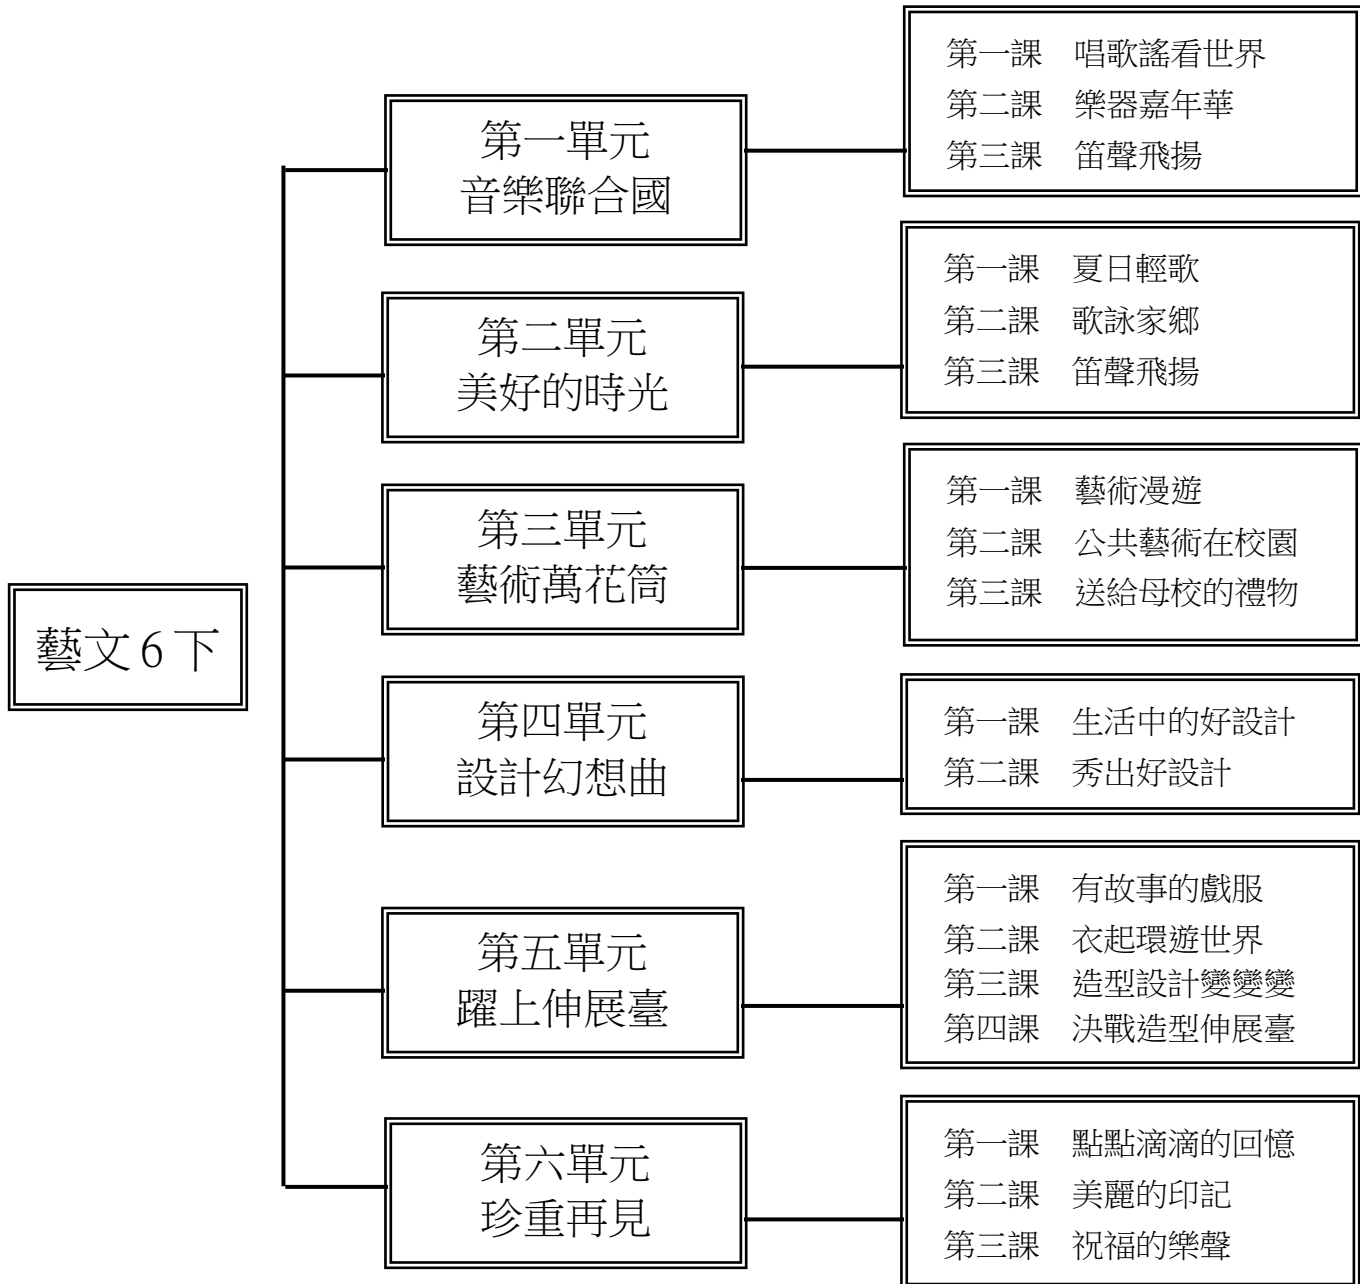 藝文6下
第一單元
音樂聯合國
第一課　唱歌謠看世界
第二課　樂器嘉年華
第三課　笛聲飛揚
第二單元
美好的時光
第一課　夏日輕歌
第二課　歌詠家鄉
第三課　笛聲飛揚
第三單元
藝術萬花筒
第一課　藝術漫遊
第二課　公共藝術在校園
第三課　送給母校的禮物
第四單元
設計幻想曲
第一課　生活中的好設計
第二課　秀出好設計
第五單元
躍上伸展臺
第一課　有故事的戲服
第二課　衣起環遊世界
第三課　造型設計變變變
第四課　決戰造型伸展臺
第六單元
珍重再見
第一課　點點滴滴的回憶
第二課　美麗的印記
第三課　祝福的樂聲